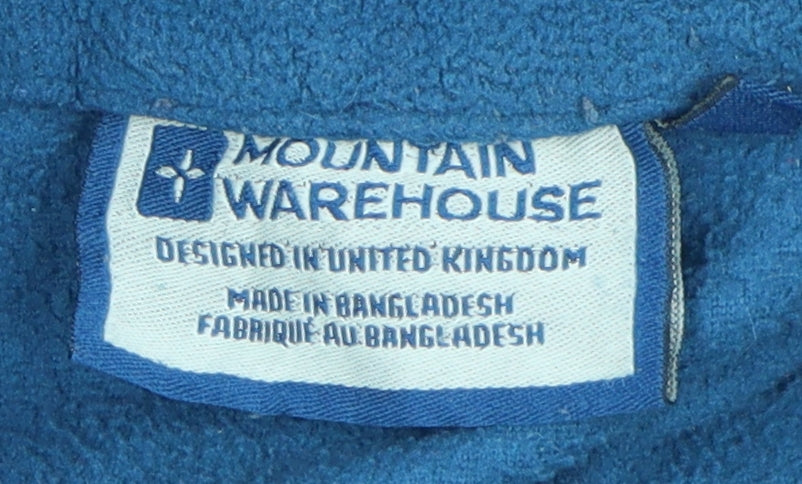 MOUNTAIN
WAREHOUSE
DESIGNED IN UNITED KINGDOM
MADE IN BANGLADESH
FABRIQUÉ AU BANGLADESH